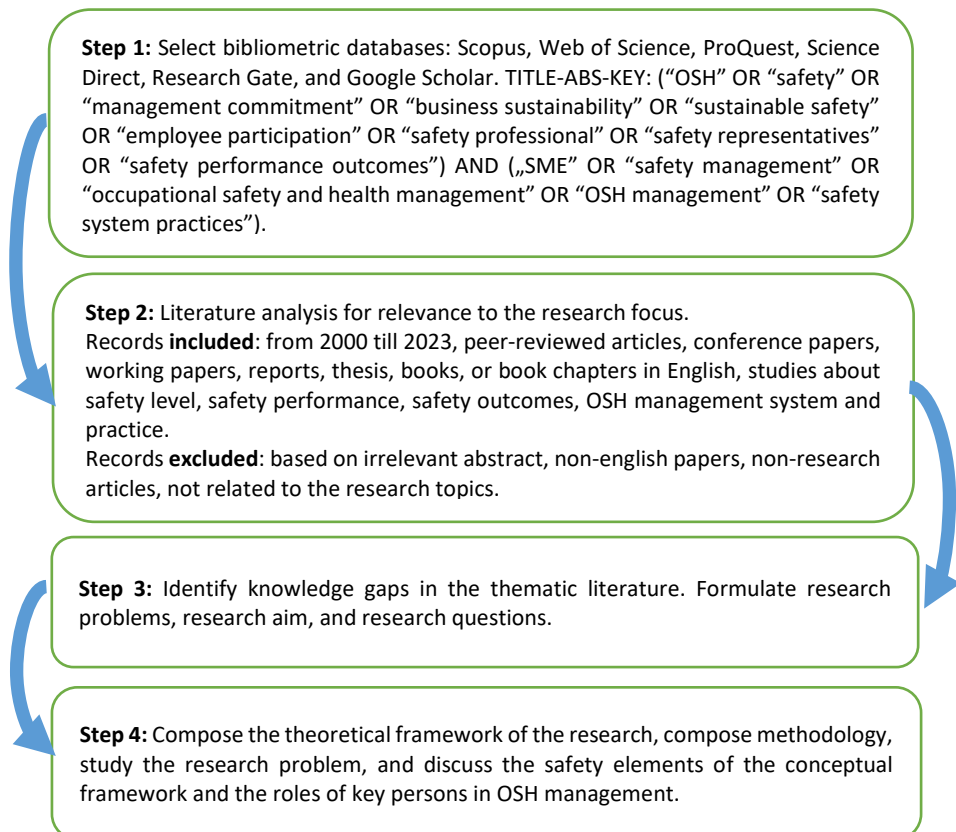 Step 1: Select bibliometric databases: Scopus, Web of Science, ProQuest, Science
Direct, Research Gate, and Google Scholar. TITLE-ABS-KEY: (“OSH” OR “safety” OR
“management commitment” OR “business sustainability” OR “sustainable safety”
OR “employee participation” OR “safety professional” OR “safety representatives”
OR “safety performance outcomes”) AND („SME” OR “safety management” OR
“occupational safety and health management” OR “OSH management” OR “safety
system practices”).
Step 2: Literature analysis for relevance to the research focus.
Records included: from 2000 till 2023, peer-reviewed articles, conference papers,
working papers, reports, thesis, books, or book chapters in English, studies about
safety level, safety performance, safety outcomes, OSH management system and
practice.
Records excluded: based on irrelevant abstract, non-english papers, non-research
articles, not related to the research topics.
Step 3: Identify knowledge gaps in the thematic literature. Formulate research
problems, research aim, and research questions.
Step 4: Compose the theoretical framework of the research, compose methodology,
study the research problem, and discuss the safety elements of the conceptual
framework and the roles of key persons in OSH management.